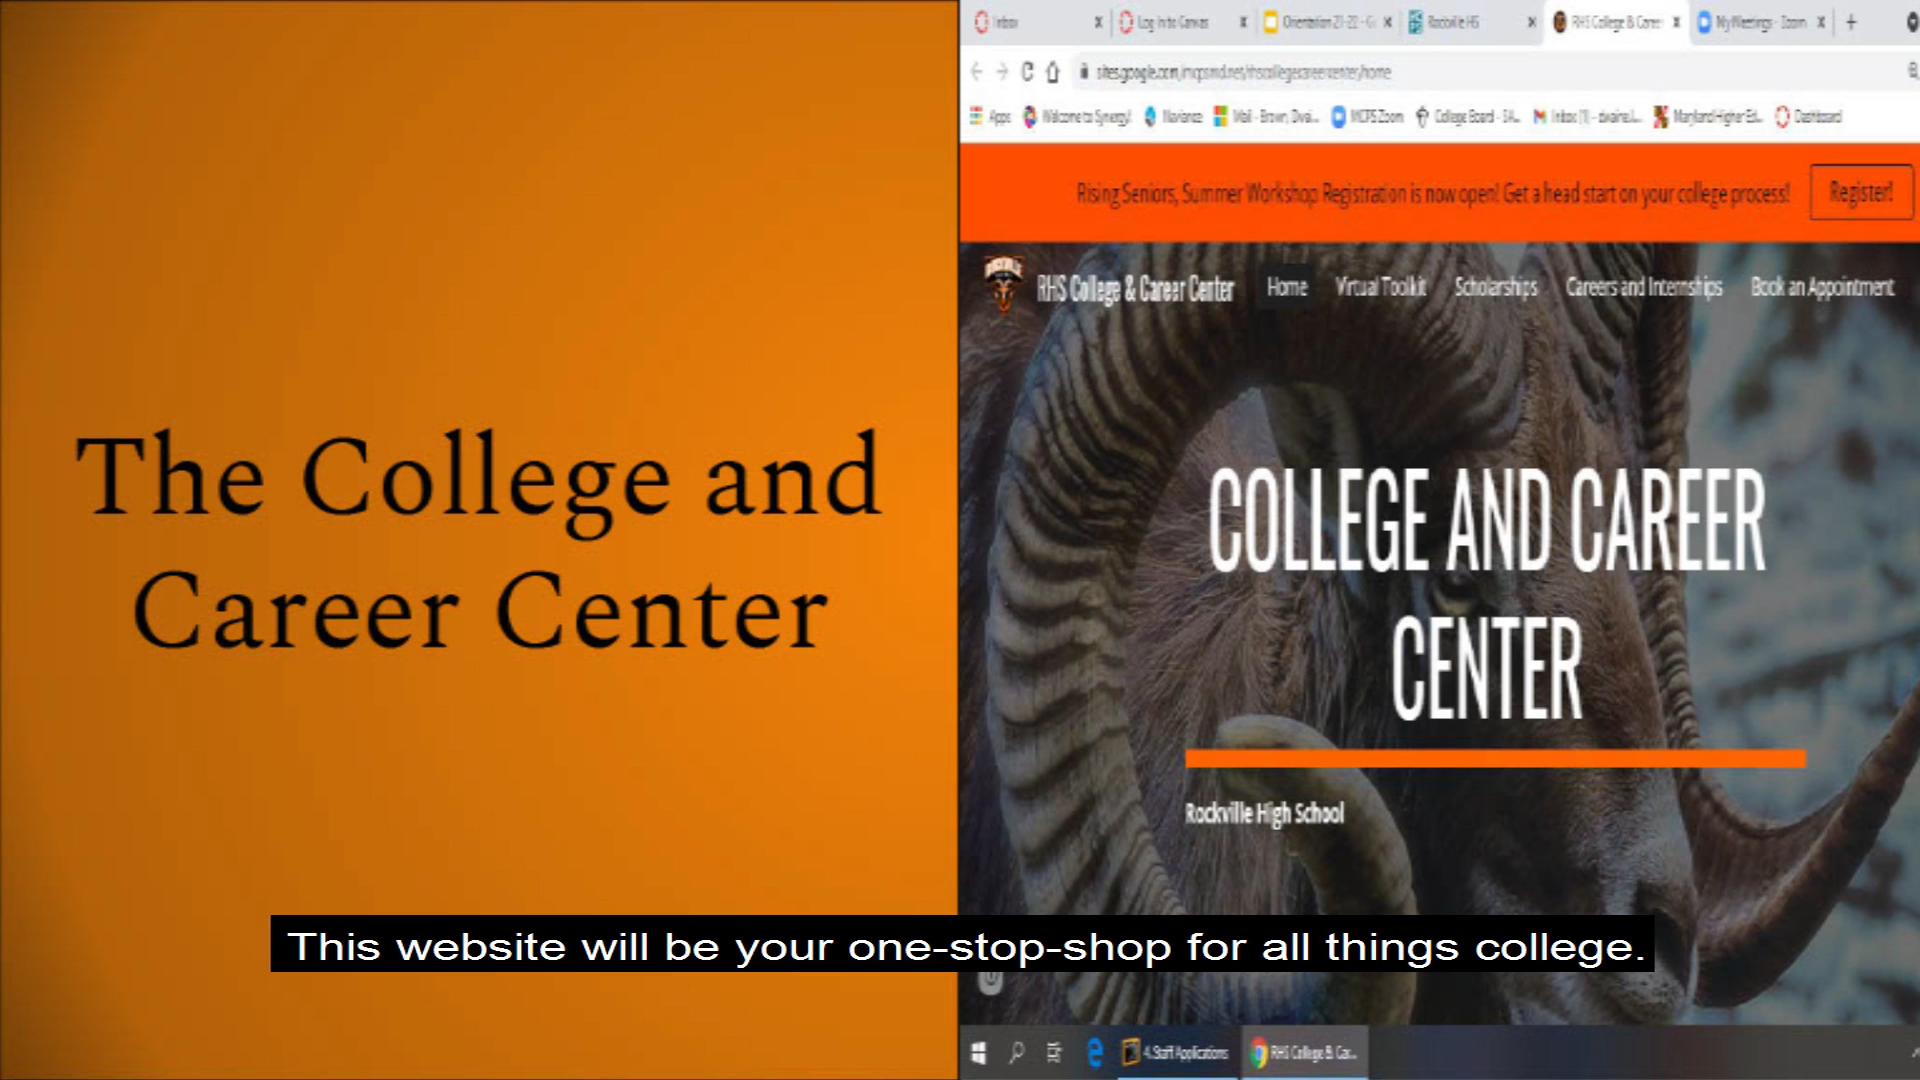 The College and
Career Center
Inbox
Log in to Canvas
Orientation 21-22 - G
Rockville HS
RHS College & Caree
My Meetings - Zoom
sites.google.com/mcpsmd.net/rhscollegecareercenter/home
Apps
Welcome to Synergy!
Naviance
Mail - Brown, Dwai...
MCPS Zoom
College Board - SA...
Inbox (1) - dwaine.l...
Maryland Higher Ed...
Dashboard
Rising Seniors, Summer Workshop Registration is now open! Get a head start on your college process!
Register!
RHS College & Career Center
Home
Virtual Toolkit
Scholarships
Careers and Internships
Book an Appointment
COLLEGE AND CAREER
CENTER
Rockville High School
This website will be your one-stop-shop for all things college.
4. Staff Applications
RHS College & Car...